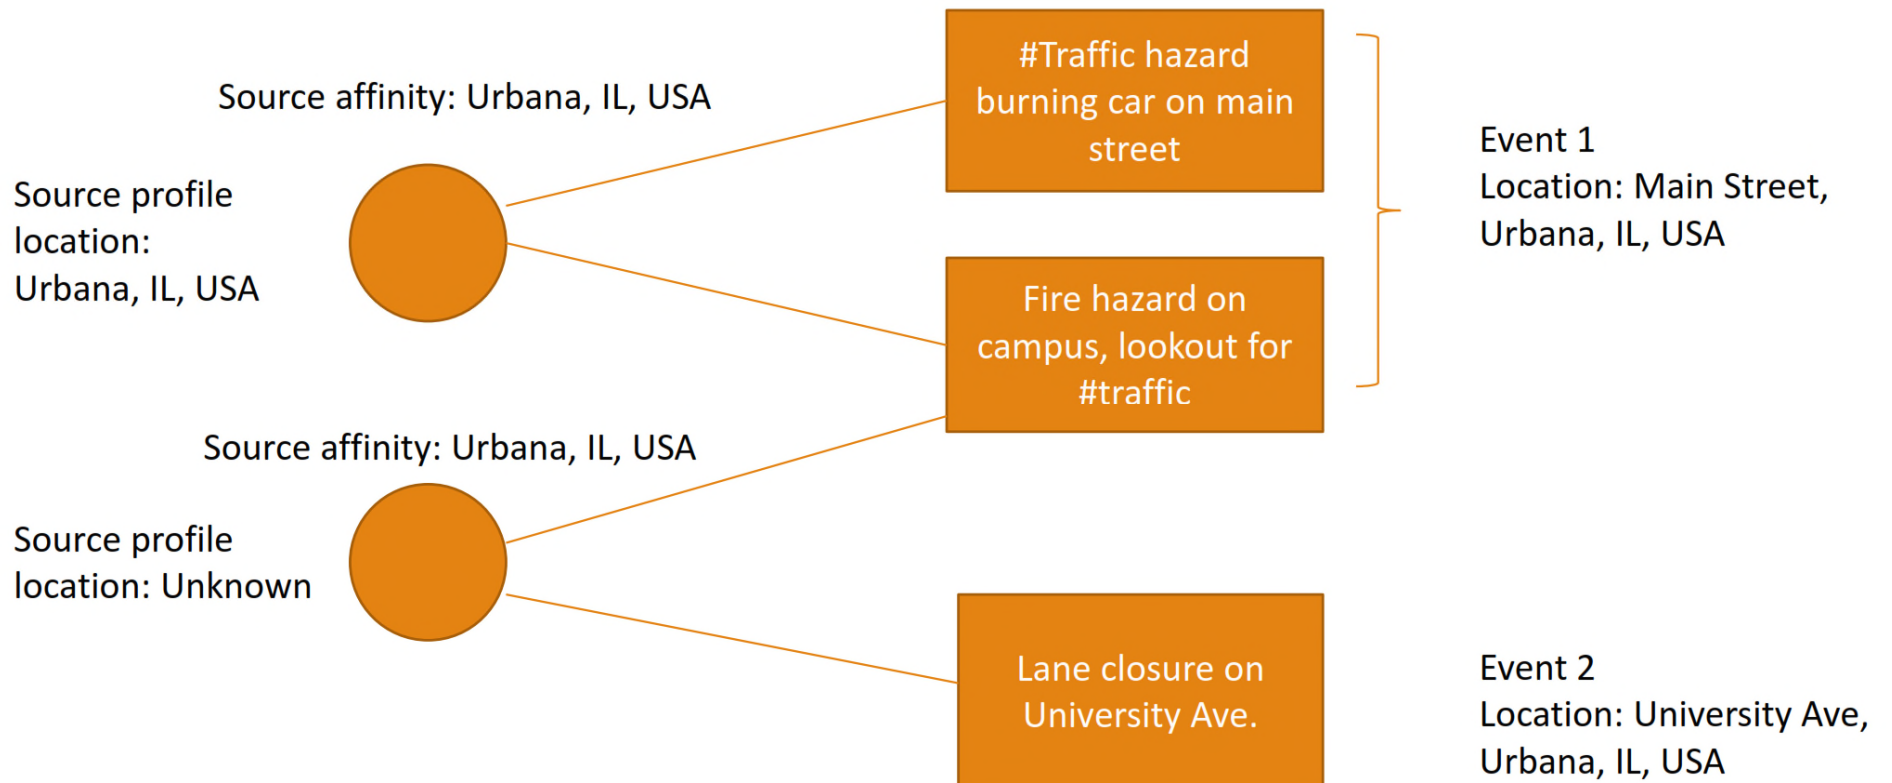 #Traffic hazard
burning car on main
street
Source affinity: Urbana, IL, USA
Source profile
location:
Urbana, IL, USA
Event 1
Location: Main Street,
Urbana, IL, USA
Fire hazard on
campus, lookout for
#traffic
Source affinity: Urbana, IL, USA
Source profile
location: Unknown
Lane closure on
University Ave.
Event 2
Location: University Ave,
Urbana, IL, USA